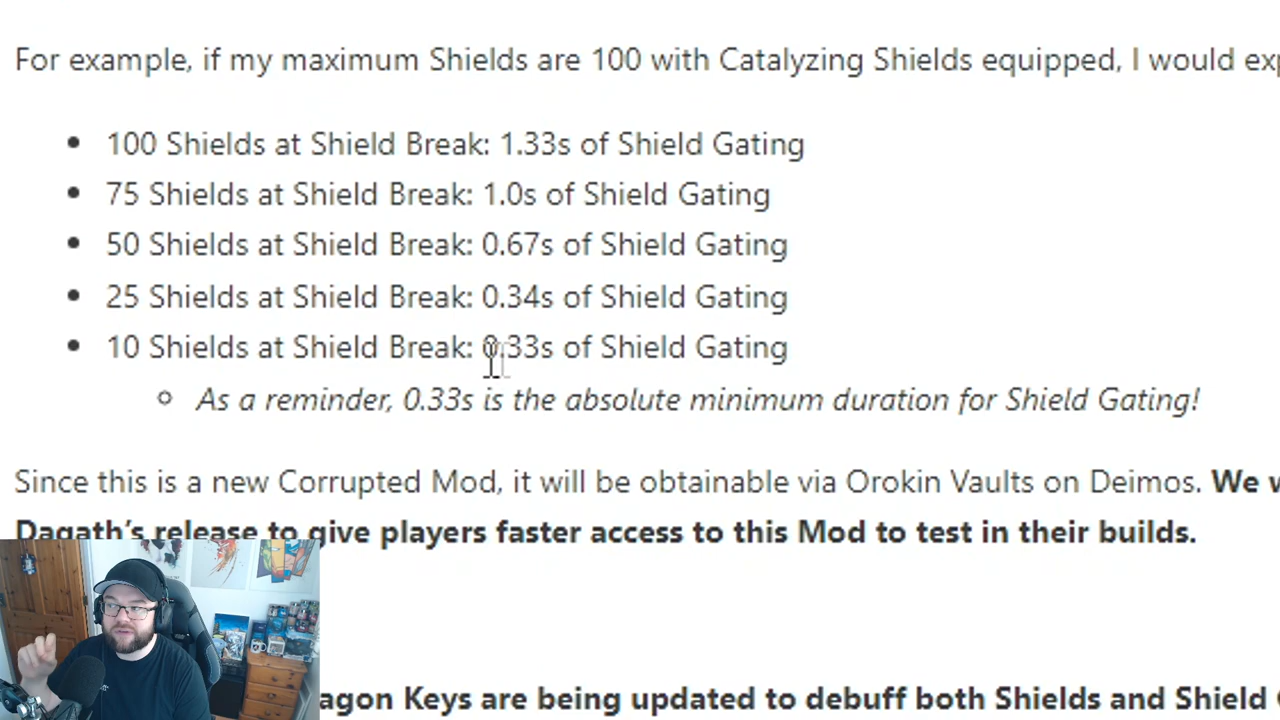 For example, if my maximum Shields are 100 with Catalyzing Shields equipped, I would
100 Shields at Shield Break: 1.33s of Shield Gating
75 Shields at Shield Break: 1.0s of Shield Gating
50 Shields at Shield Break: 0.67s of Shield Gating
25 Shields at Shield Break: 0.34s of Shield Gating
10 Shields at Shield Break: 0.33s of Shield Gating
As a reminder, 0.33s is the absolute minimum duration for Shield Gating!
Since this is a new Corrupted Mod, it will be obtainable via Orokin Vaults on Deimos. We
Dagath’s release to give players faster access to this Mod to test in their builds.
agon Keys are being updated to debuff both Shields and Shield